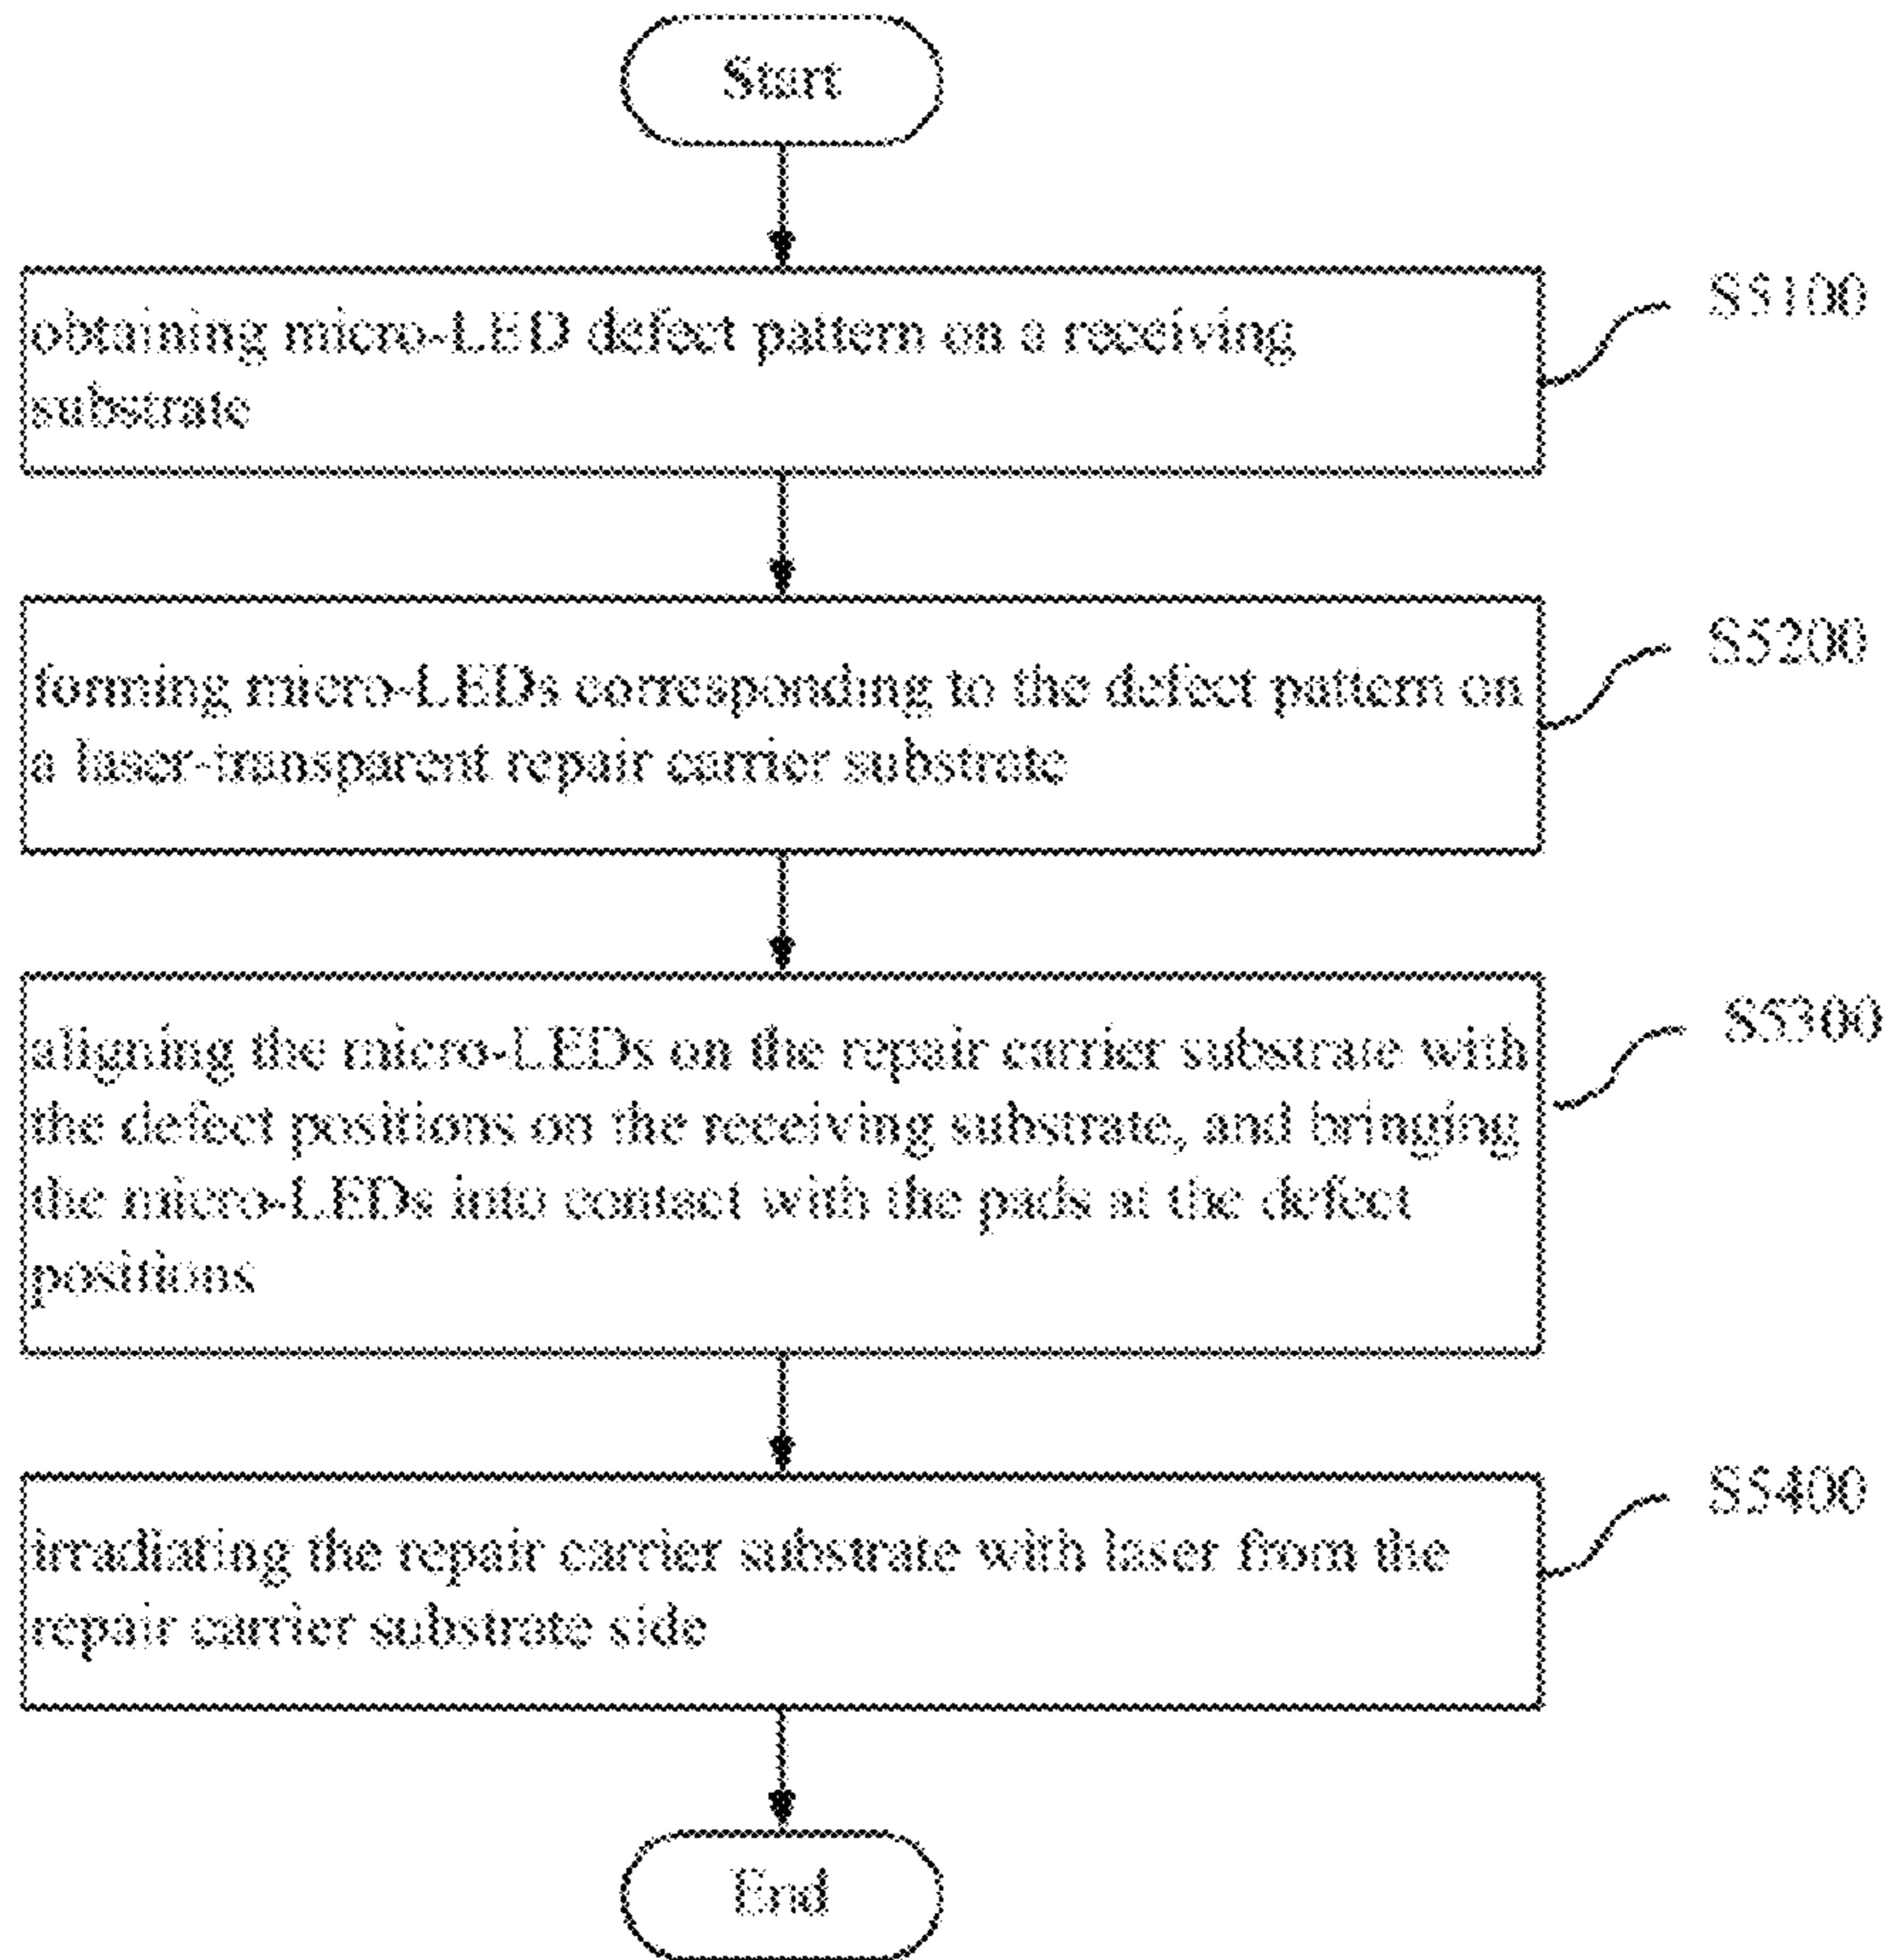 Start
obtaining micro-LED defect pattern on a receiving
substrate
S5100
forming micro-LEDs corresponding to the defect pattern on
a laser-transparent repair carrier substrate
S5200
aligning the micro-LEDs on the repair carrier substrate with
the defect positions on the receiving substrate, and bringing
the micro-LEDs into contact with the pads at the defect
positions
S5300
irradiating the repair carrier substrate with laser from the
repair carrier substrate side
S5400
End